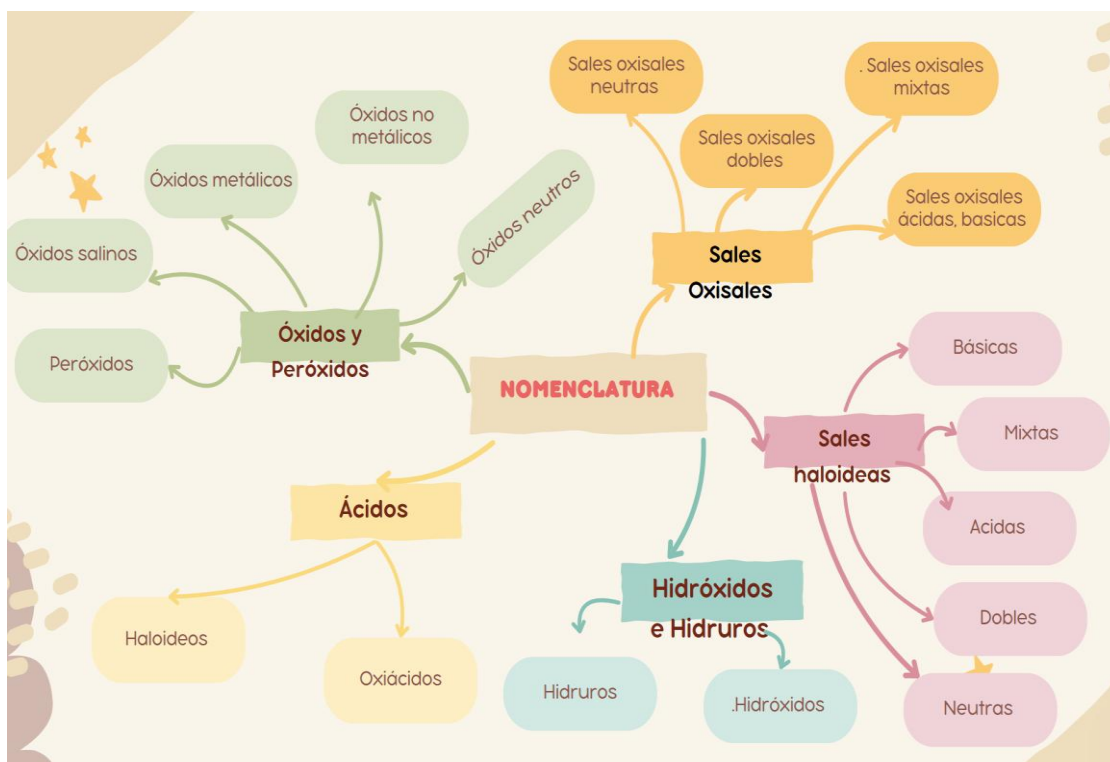 NOMENCLATURA
Óxidos y
Peróxidos
Óxidos no
metálicos
Óxidos metálicos
Óxidos neutros
Óxidos salinos
Peróxidos
Sales
Oxisales
Sales oxisales
neutras
. Sales oxisales
mixtas
Sales oxisales
dobles
Sales oxisales
ácidas, basicas
Sales
haloideas
Básicas
Mixtas
Acidas
Dobles
Neutras
Ácidos
Haloideos
Oxiácidos
Hidróxidos
e Hidruros
Hidruros
.Hidróxidos